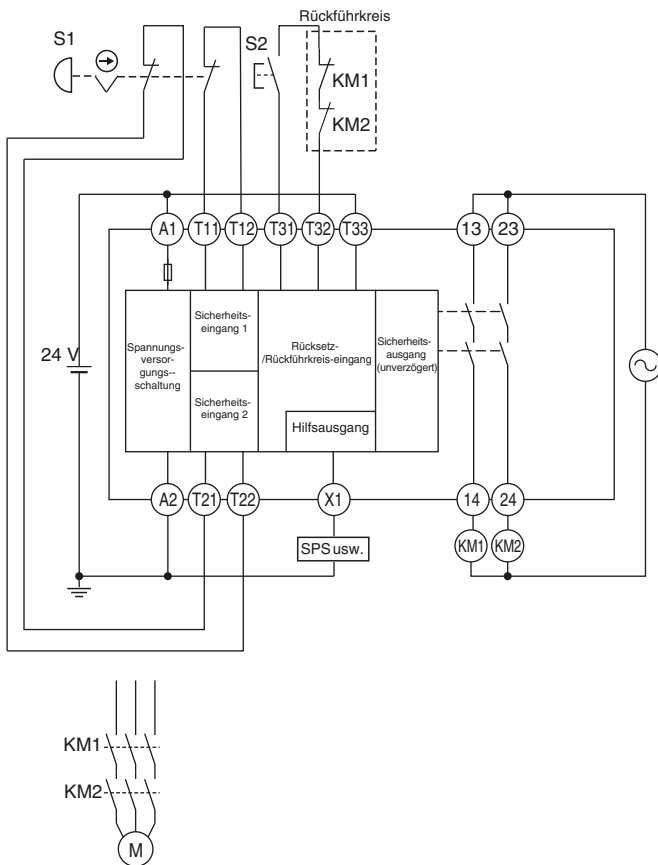 Rückführkreis
S1
S2
KM1
KM2
A1
T11
T12
T31
T32
T33
13
23
24 V
Spannungs-
versor-
gungs--
schaltung
Sicherheits-
eingang 1
Sicherheits-
eingang 2
Rücksetz-
-/Rückführkreis-eingang
Hilfsausgang
Sicherheits-
ausgang
(unverzögert)
A2
T21
T22
X1
14
24
SPS usw.
KM1
KM2
KM1
KM2
M